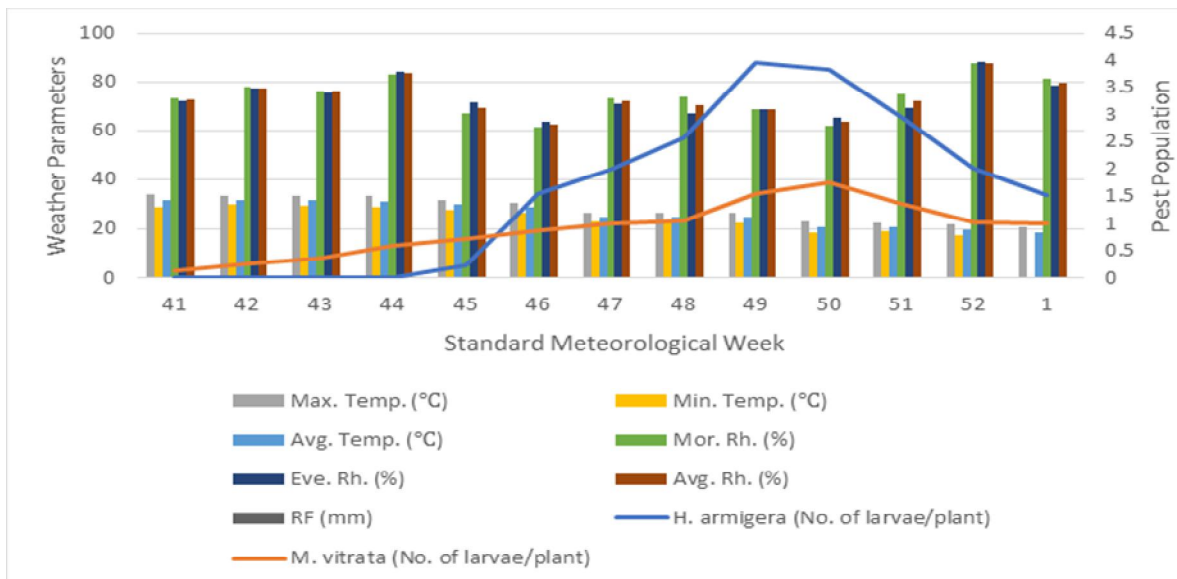 100
80
60
40
20
0
Weather Parameters
4.5
4
3.5
3
2.5
2
1.5
1
0.5
0
Pest Population
41 42 43 44 45 46 47 48 49 50 51 52 1
Standard Meteorological Week
Max. Temp. (°C) Min. Temp. (°C)
Avg. Temp. (°C) Mor. Rh. (%)
Eve. Rh. (%) Avg. Rh. (%)
RF (mm) H. armigera (No. of larvae/plant)
M. vitrata (No. of larvae/plant)